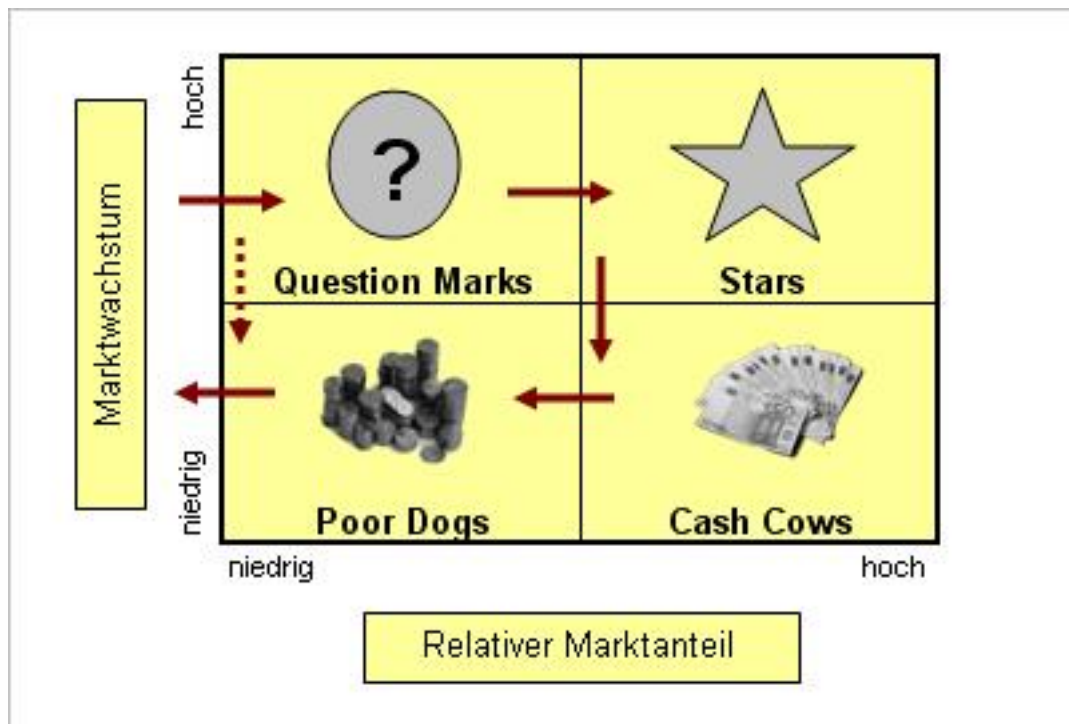 hoch
Marktwachstum
niedrig
?
Question Marks
Stars
Poor Dogs
Cash Cows
niedrig
hoch
Relativer Marktanteil